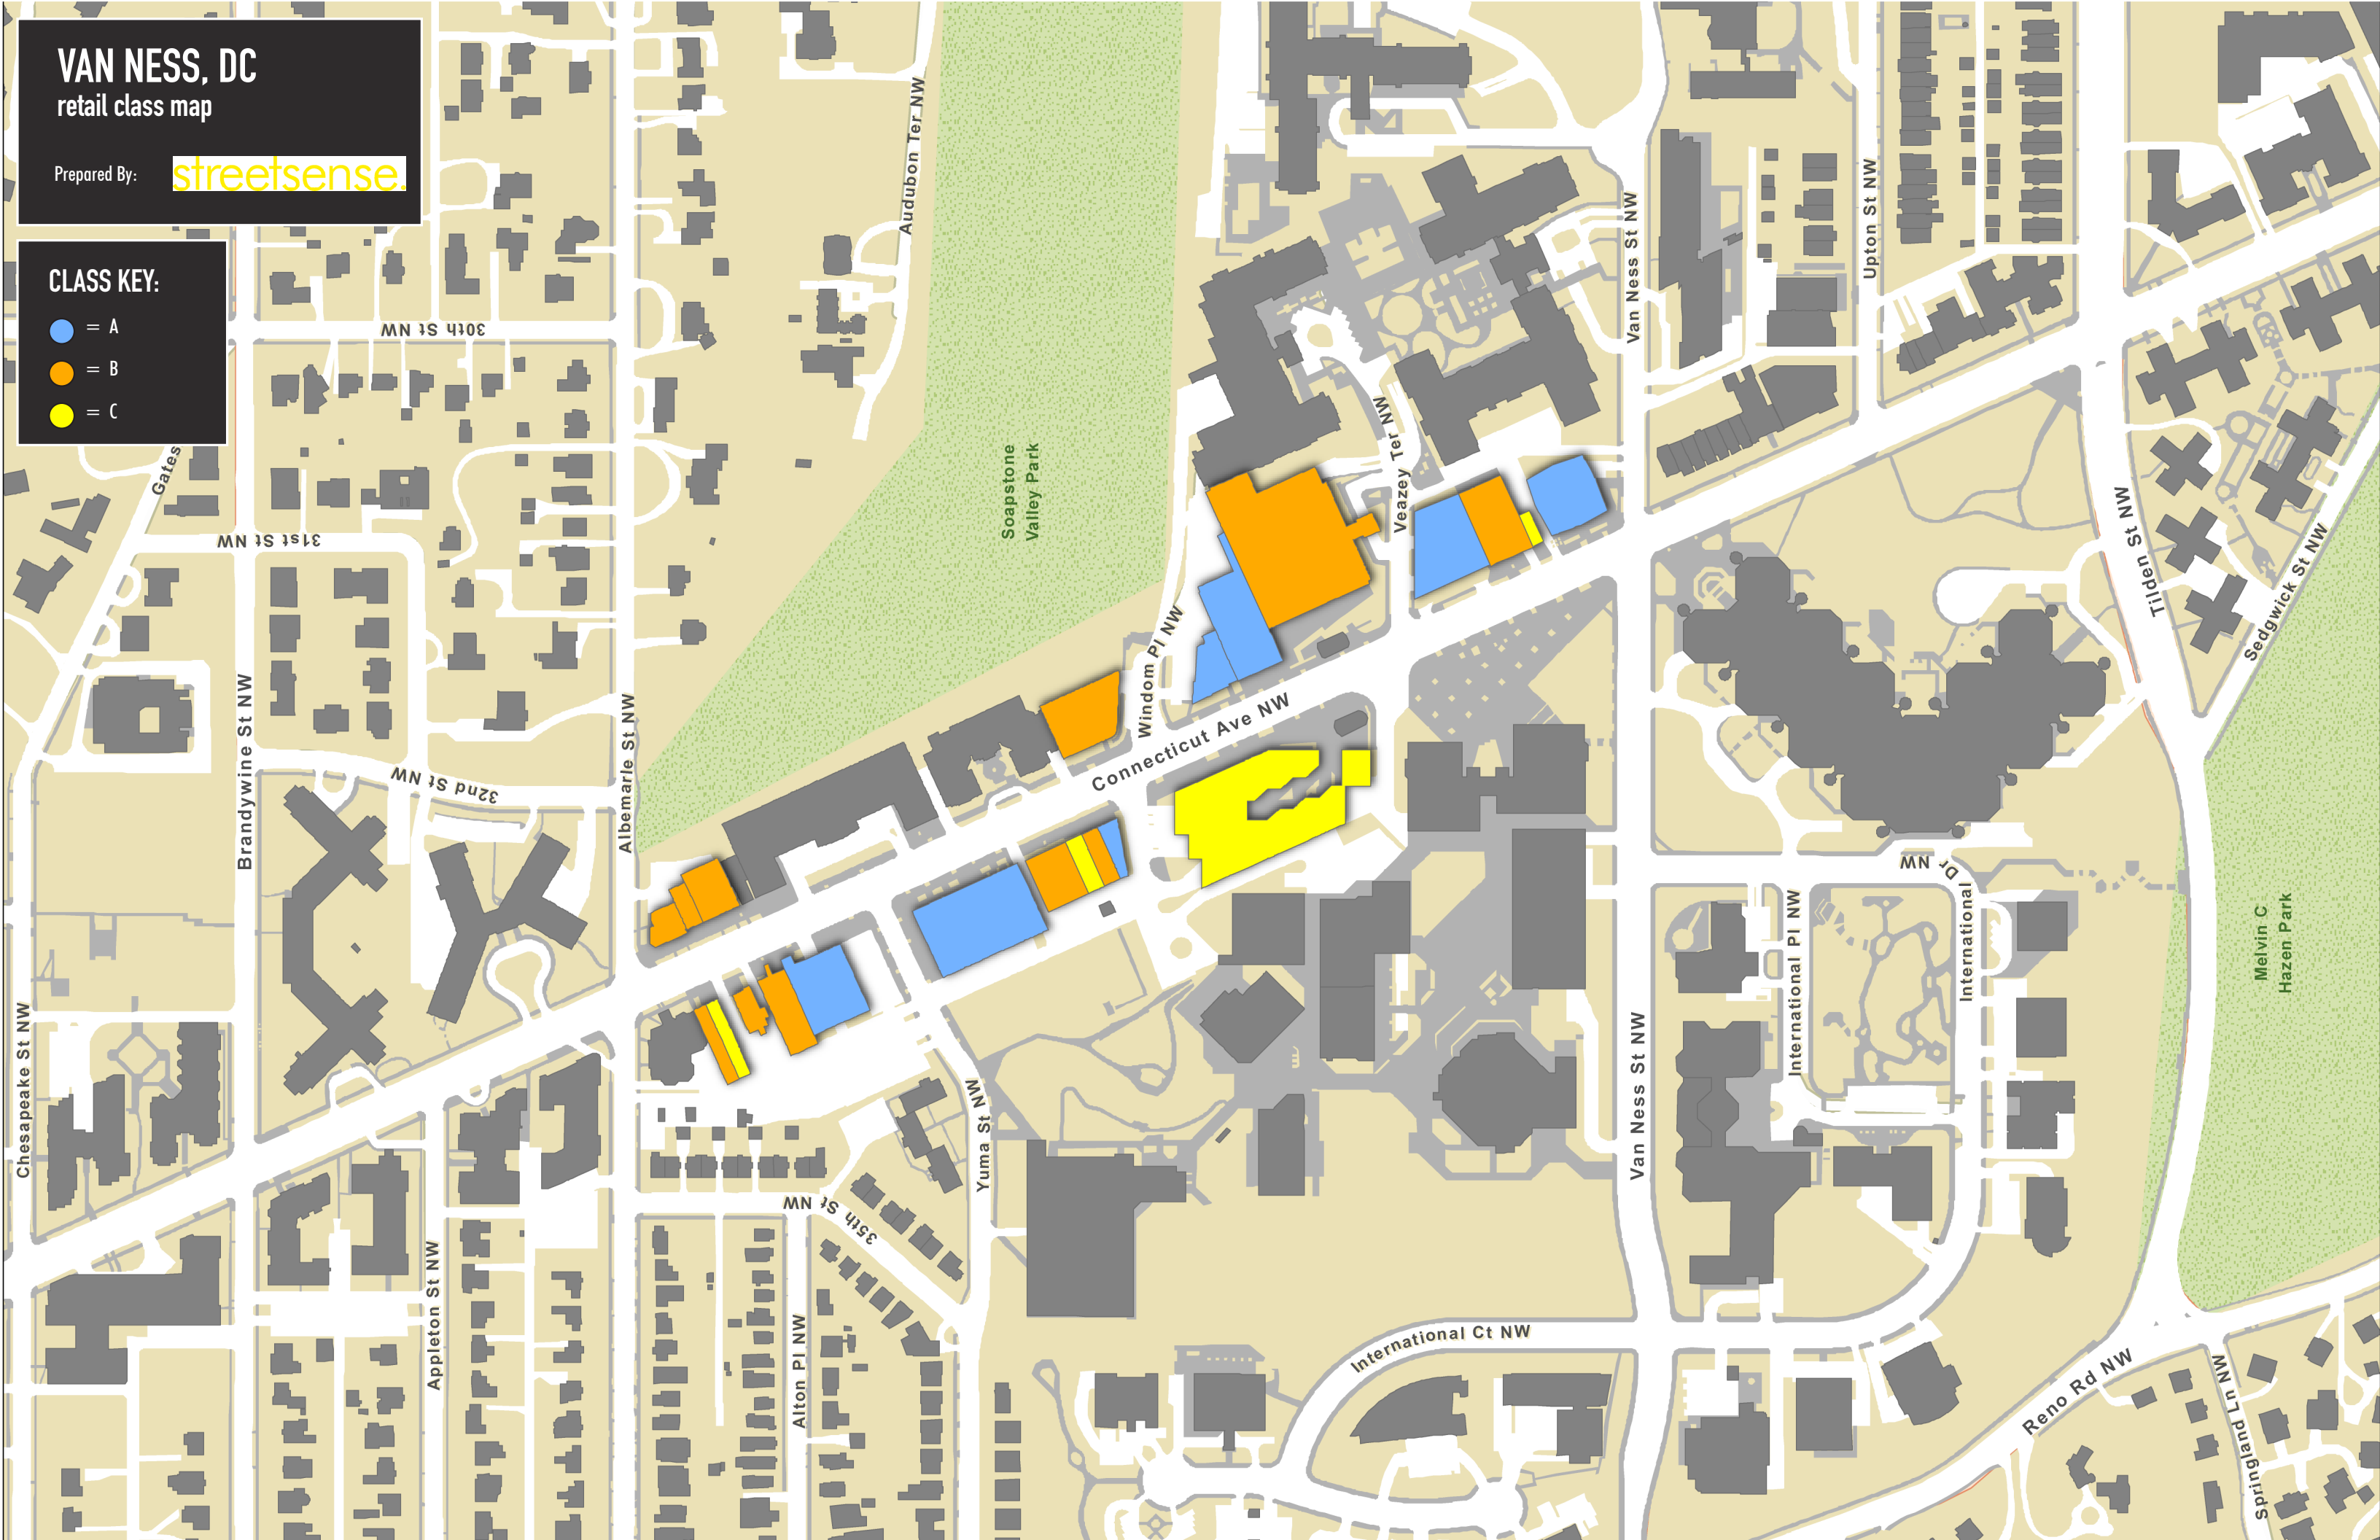 VAN NESS, DC
retail class map
Prepared By: streetsense.
CLASS KEY:
= A
= B
= C
Audubon Ter NW
30th St NW
Gates
31st St NW
Soapstone
Valley Park
Veazey Ter NW
Van Ness St NW
Upton St NW
Tilden St NW
Sedgwick St NW
Windom Pl NW
Connecticut Ave NW
Brandywine St NW
32nd St NW
Albemarle St NW
Chesapeake St NW
Yuma St NW
35th St NW
Appleton St NW
Alton Pl NW
Van Ness St NW
International Pl NW
International
Dr NW
Melvin C
Hazen Park
International Ct NW
Reno Rd NW
Springland Ln NW